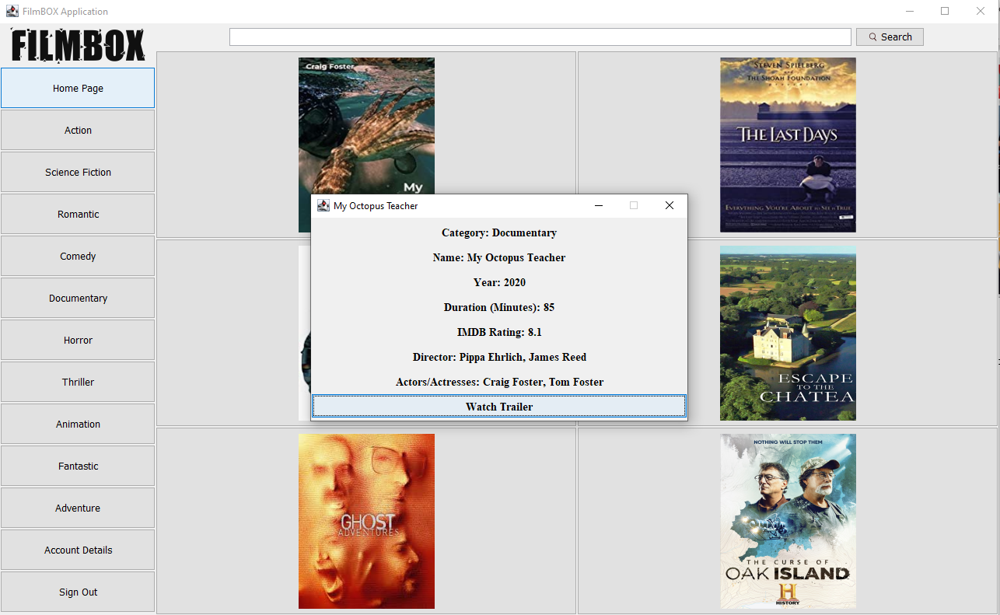 FilmBOX Application
FILMBOX
Search
Home Page
Action
Science Fiction
Romantic
Comedy
Documentary
Horror
Thriller
Animation
Fantastic
Adventure
Account Details
Sign Out
Craig Foster
My
STEVEN SPIELBERG
AND
THE SHOAH FOUNDATION
PRESENT
THE LAST DAYS
EVERYTHING YOU'RE ABOUT TO SEE IS TRUE
My Octopus Teacher
Category: Documentary
Name: My Octopus Teacher
Year: 2020
Duration (Minutes): 85
IMDB Rating: 8.1
Director: Pippa Ehrlich, James Reed
Actors/Actresses: Craig Foster, Tom Foster
Watch Trailer
ESCAPE
TO THE
CHATEA
GHOST
ADVENTURES
NOTHING WILL STOP THEM
THE CURSE OF
OAK ISLAND
H
HISTORY